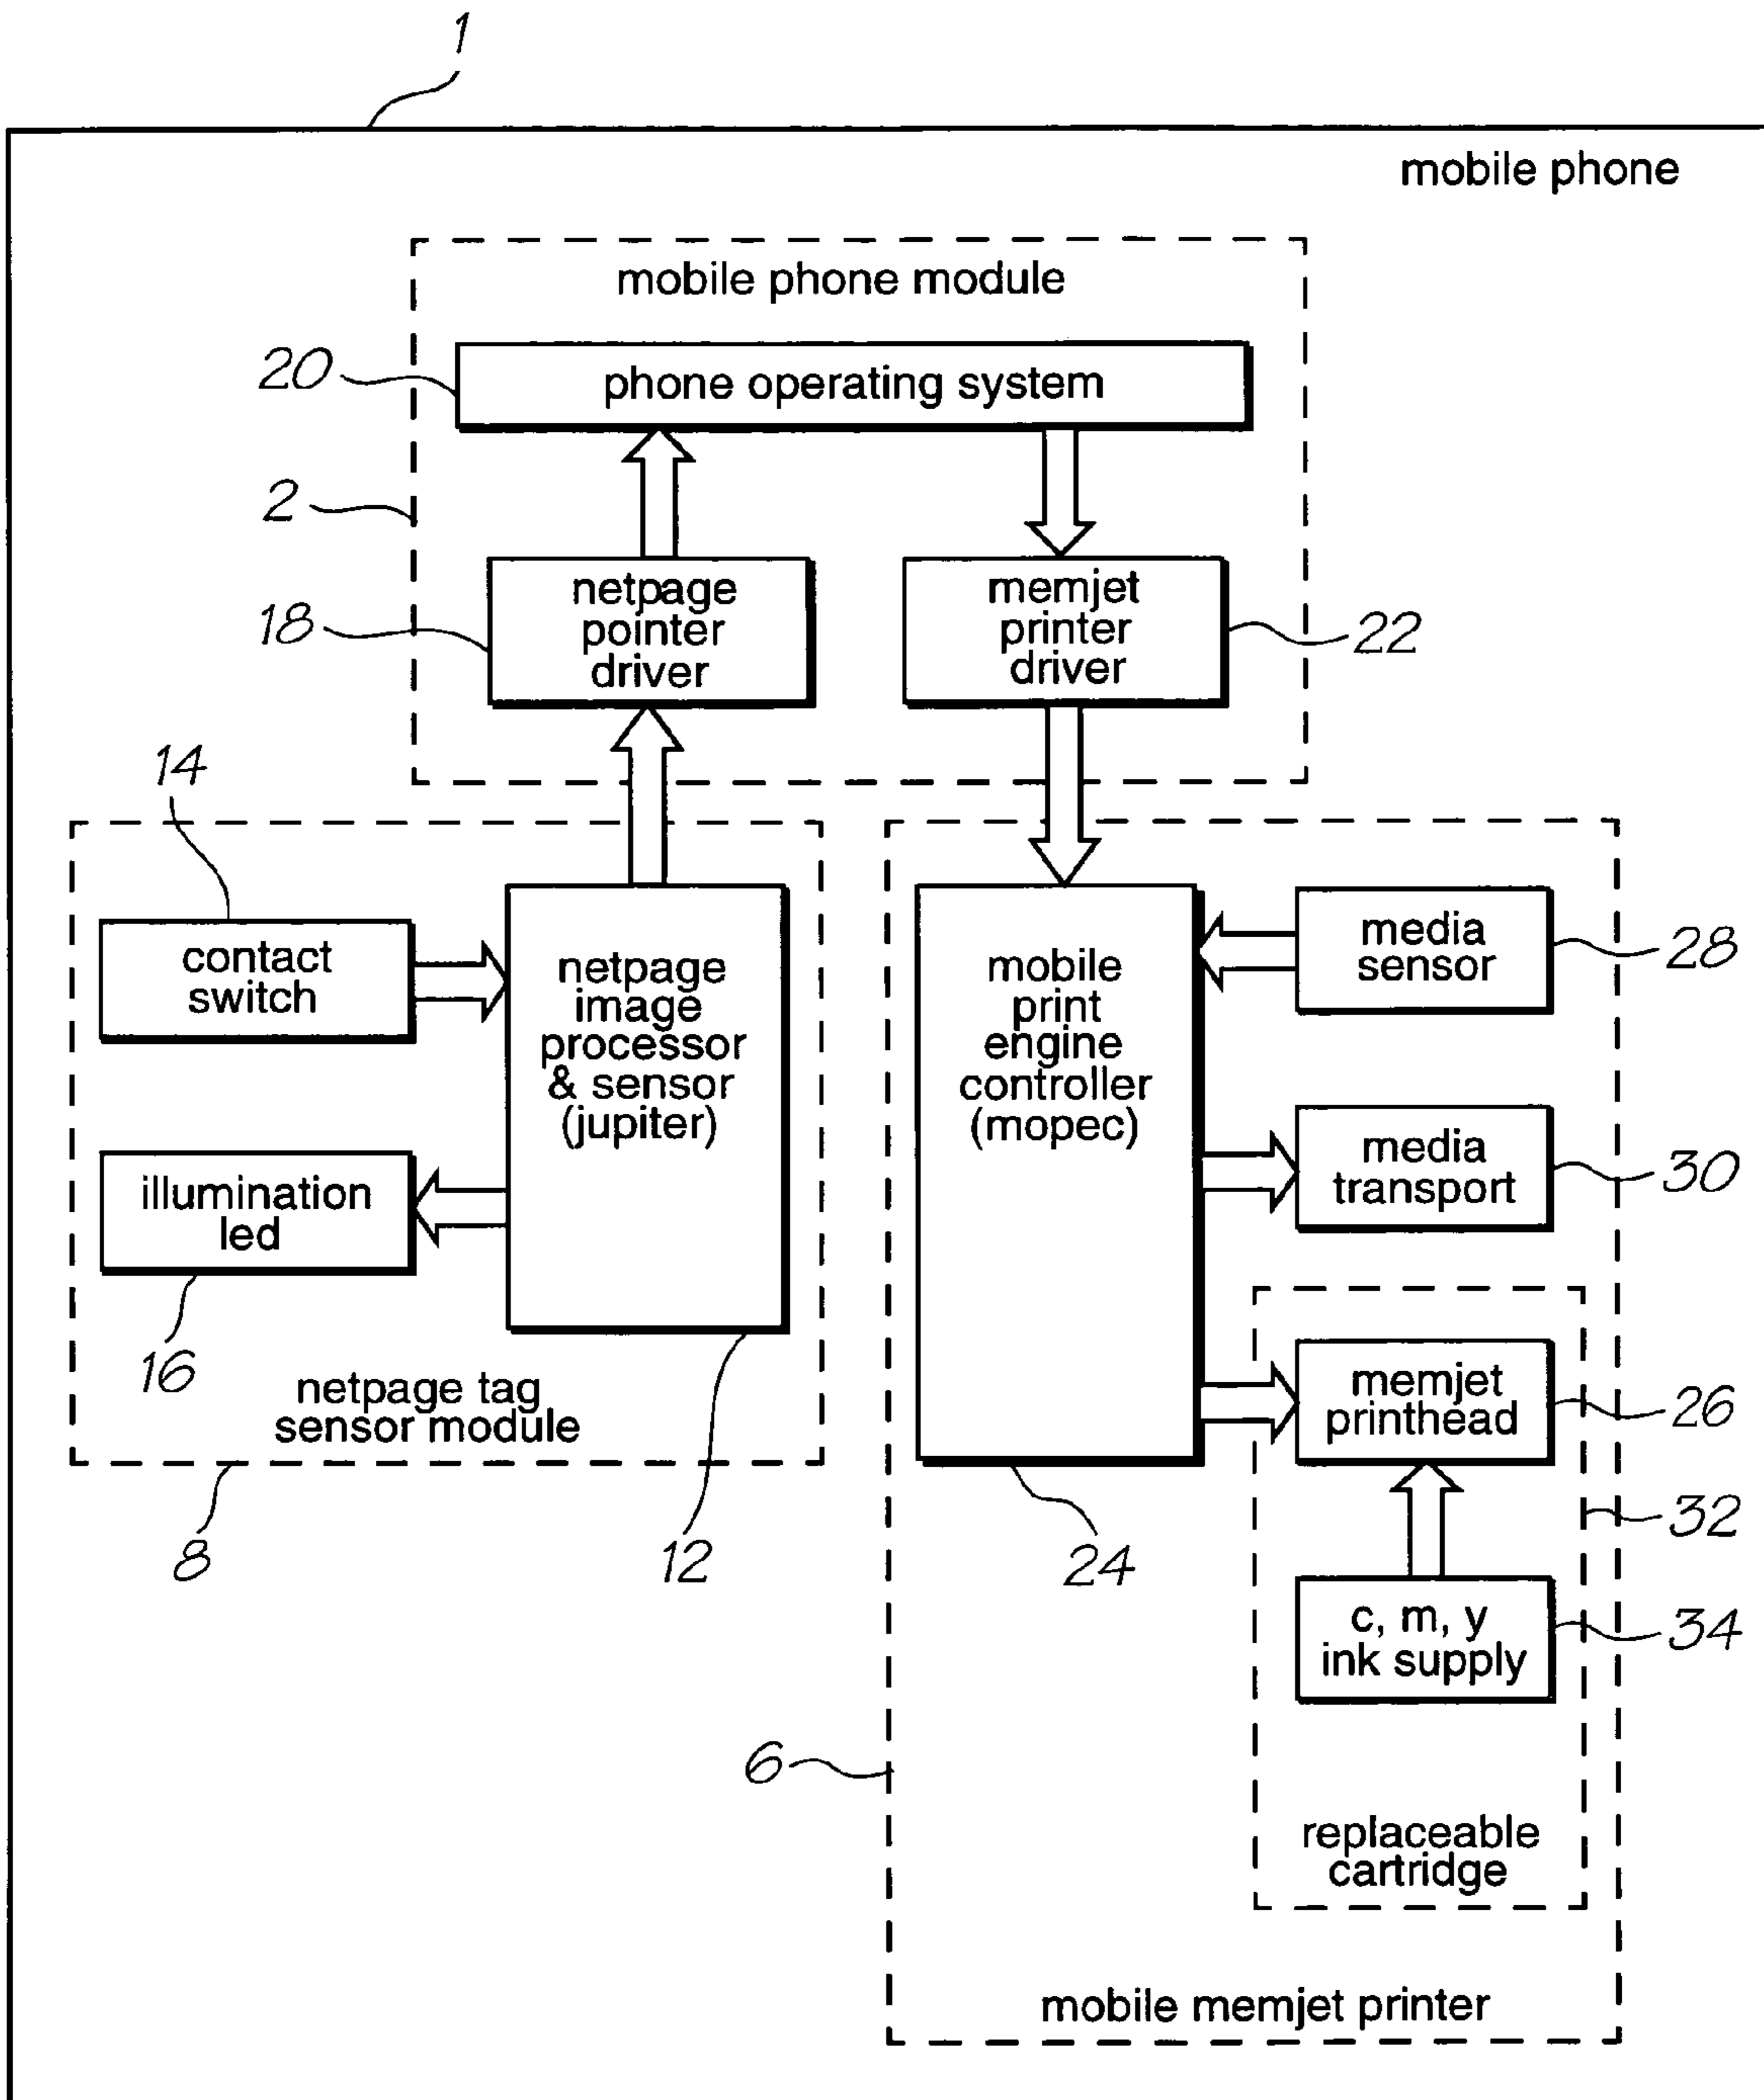 1
mobile phone
mobile phone module
20
phone operating system
2
18
netpage
pointer
driver
memjet
printer
driver
22
14
contact
switch
netpage
image
processor
& sensor
(jupiter)
illumination
led
16
netpage tag
sensor module
8
12
mobile
print
engine
controller
(mopec)
media
sensor
28
media
transport
30
memjet
printhead
26
24
32
c, m, y
ink supply
34
6
replaceable
cartridge
mobile memjet printer